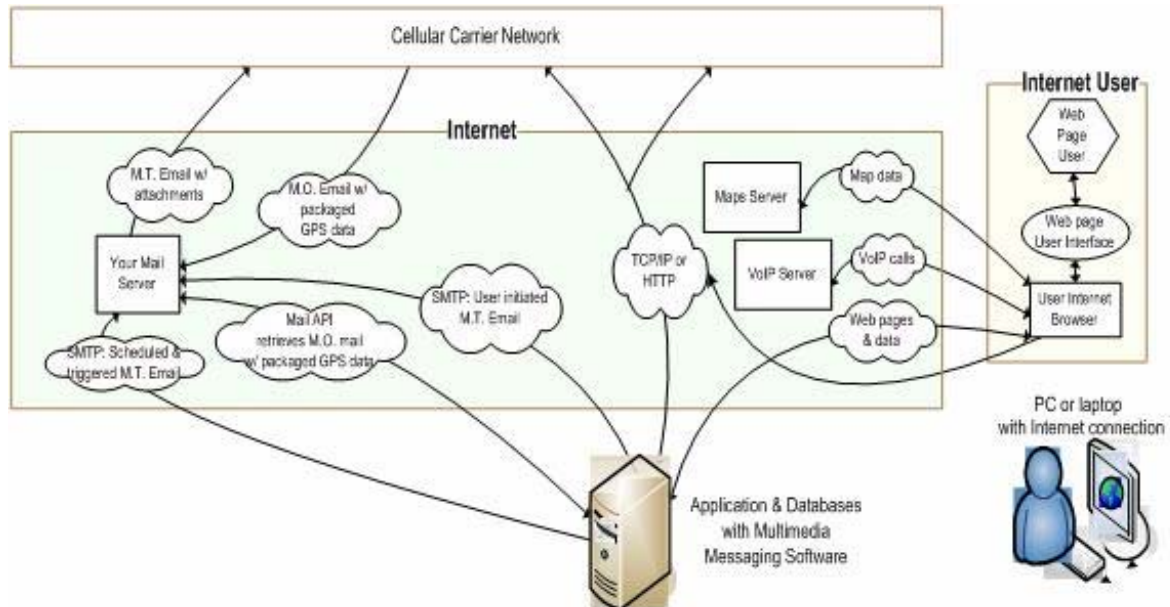 Cellular Carrier Network
Internet User
Web
Page
User
Internet
M.T. Email w/
attachments
M.O. Email w/
packaged
GPS data
Map data
Maps Server
Web page
User Interface
Your Mail
Server
TCP/IP or
HTTP
VoIP Server
VoIP calls
SMTP: User initiated
M.T. Email
User Internet
Browser
Mail API
retrieves M.O. mail
w/ packaged GPS data
Web pages
& data
SMTP: Scheduled &
triggered M.T. Email
PC or laptop
with Internet connection
Application & Databases
with Multimedia
Messaging Software